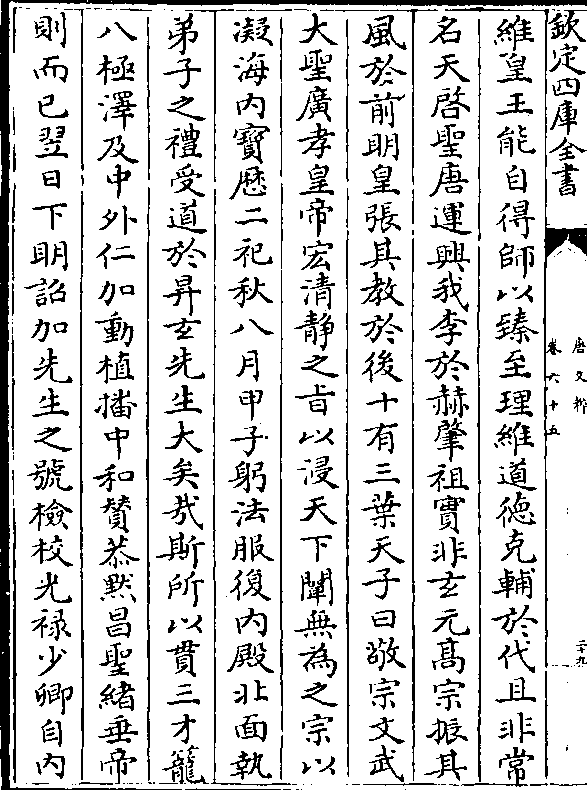 欽定四庫全書
唐文粹
卷六十五
二十九
維皇王能自得師以臻至理維道德克輔於代且非常
名天啓聖唐運興我李於赫肇祖實非玄元高宗振其
風於前明皇張其教於後十有三葉天子曰敬宗文武
大聖廣孝皇帝宏清靜之旨以浸天下闡無為之宗以
凝海内寳厯二祀秋八月甲子躬法服復内殿北面執
弟子之禮受道於昇玄先生大矣哉斯所以貫三才籠
八極澤及中外仁加動植播中和賛恭黙昌聖緒垂帝
則而已翌日下明詔加先生之號檢校光禄少卿自内